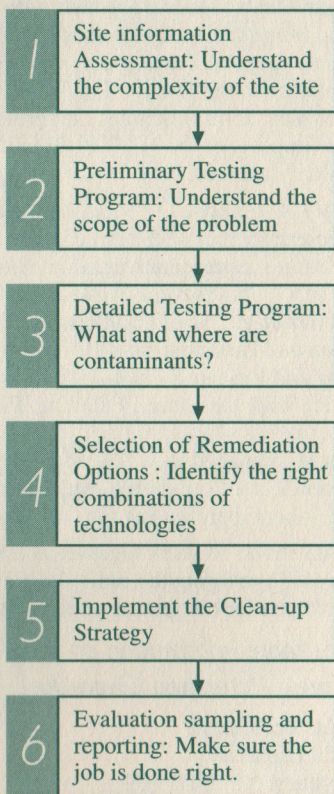 1
Site information
Assessment: Understand
the complexity of the site
2
Preliminary Testing
Program: Understand the
scope of the problem
3
Detailed Testing Program:
What and where are
contaminants?
4
Selection of Remediation
Options : Identify the right
combinations of
technologies
5
Implement the Clean-up
Strategy
6
Evaluation sampling and
reporting: Make sure the
job is done right.